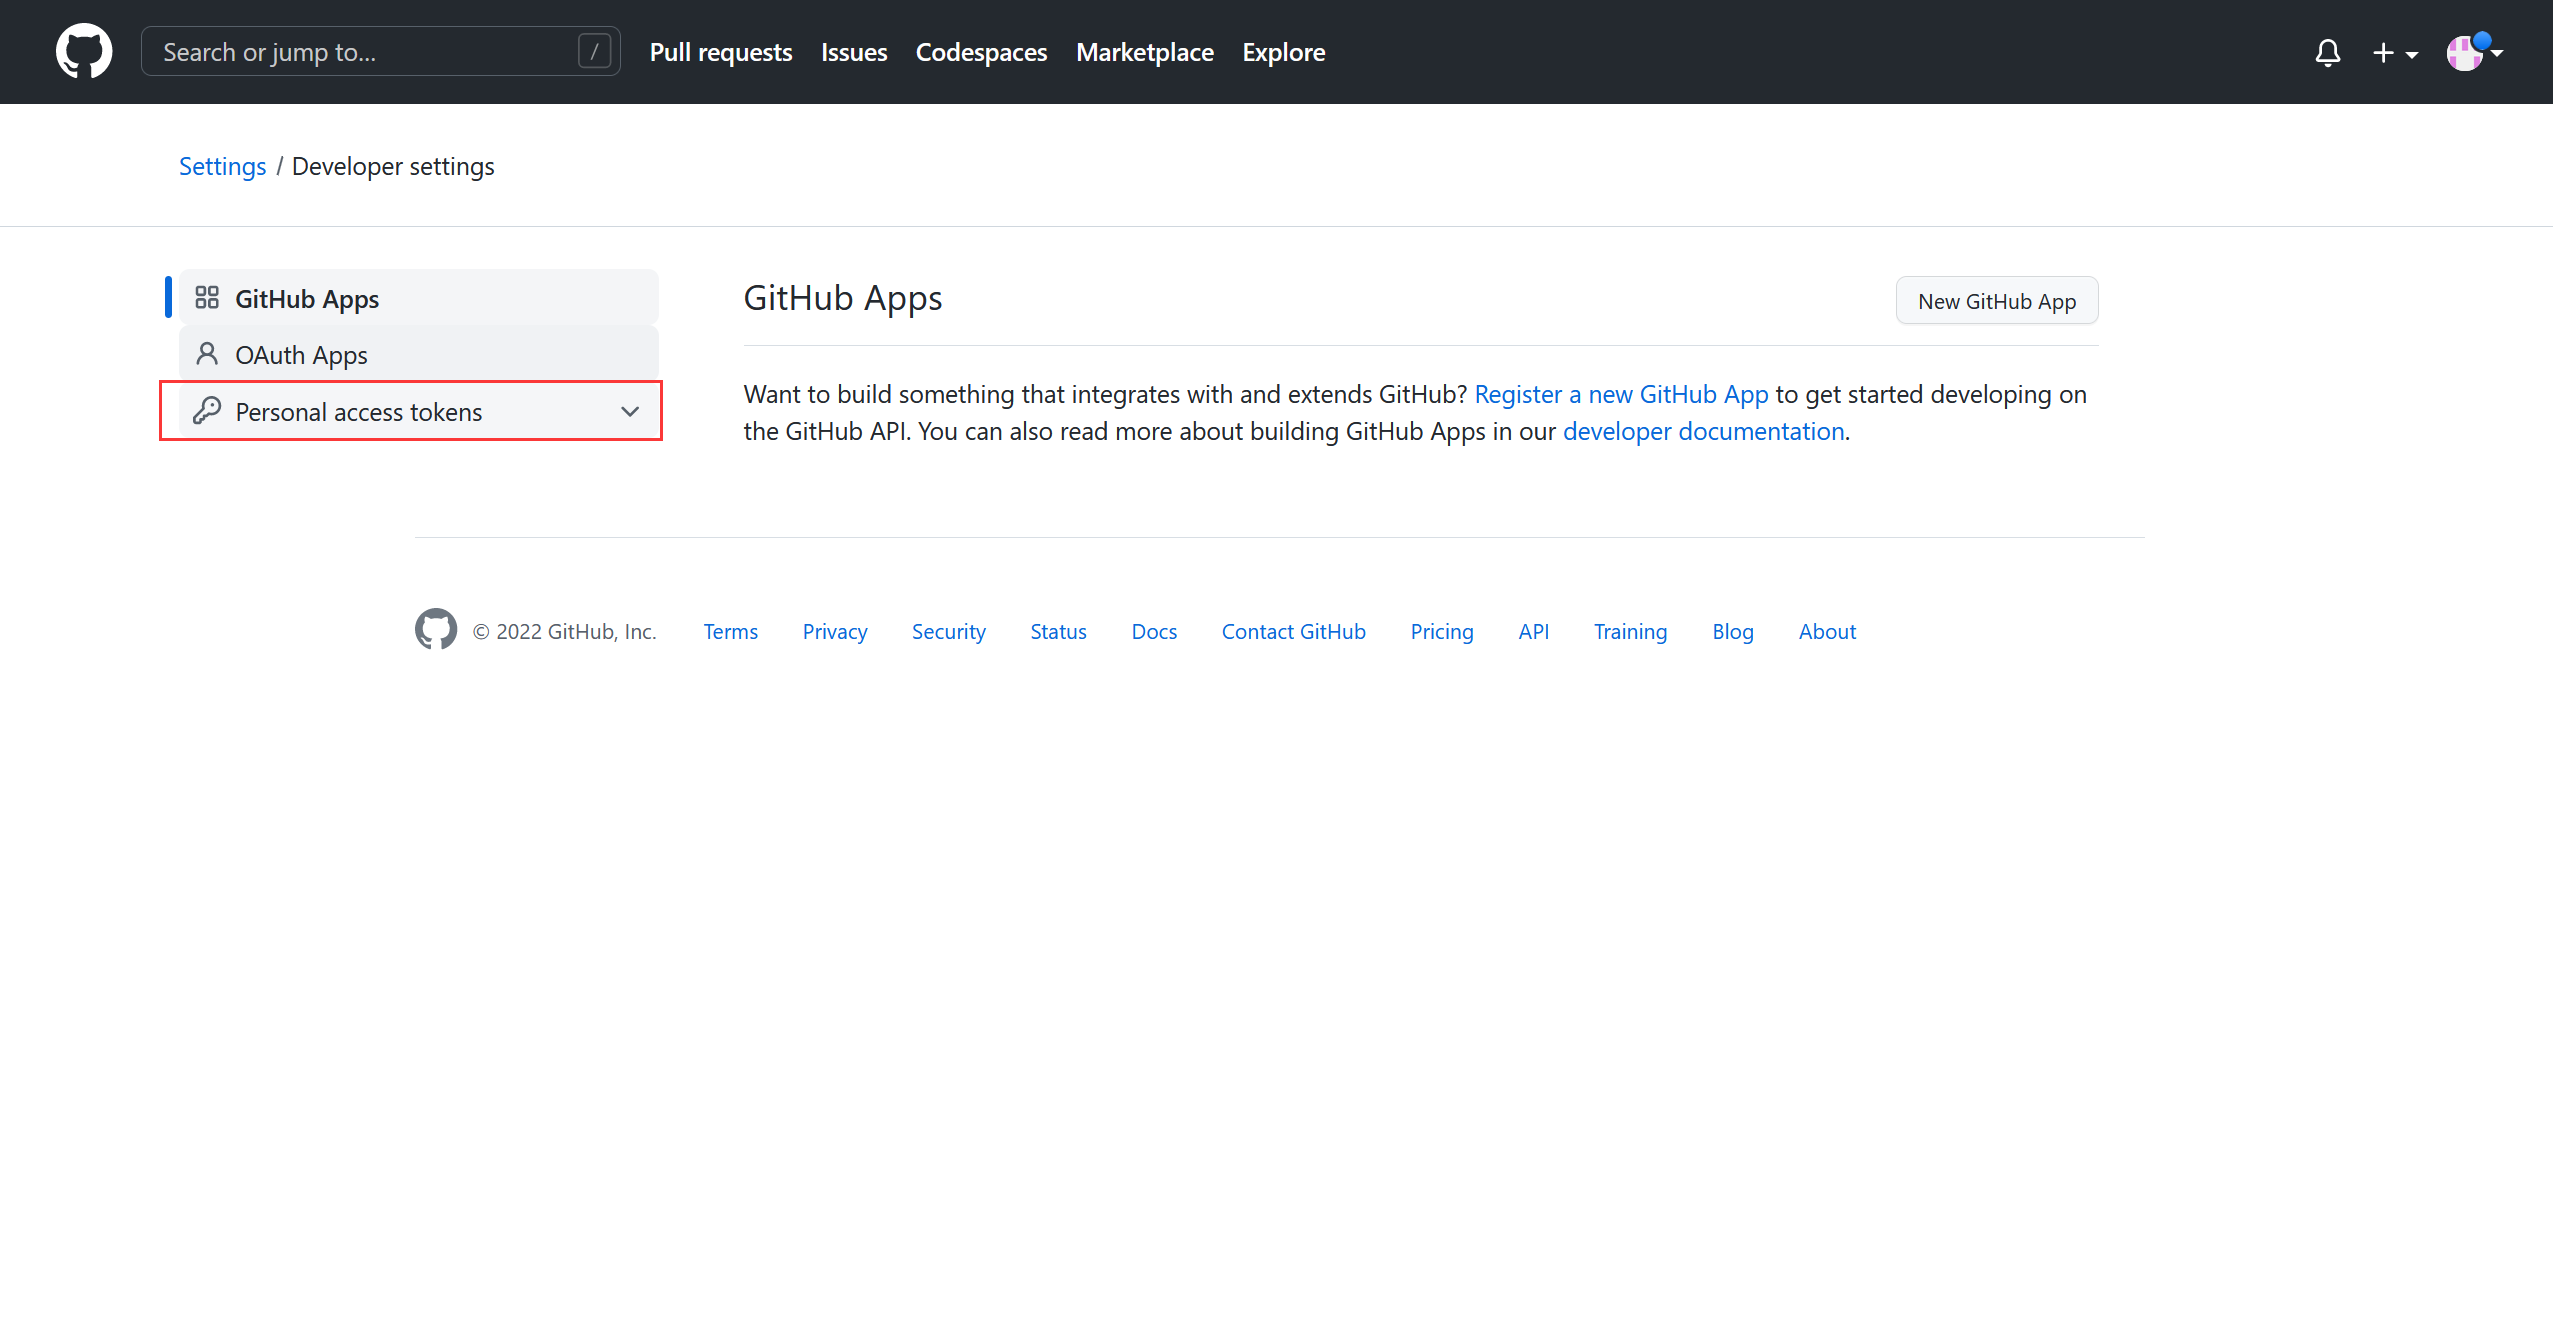 Search or jump to... /
Pull requests Issues Codespaces Marketplace Explore
Settings / Developer settings
GitHub Apps
OAuth Apps
Personal access tokens
GitHub Apps
New GitHub App
Want to build something that integrates with and extends GitHub? Register a new GitHub App to get started developing on
the GitHub API. You can also read more about building GitHub Apps in our developer documentation.
© 2022 GitHub, Inc. Terms Privacy Security Status Docs Contact GitHub Pricing API Training Blog About